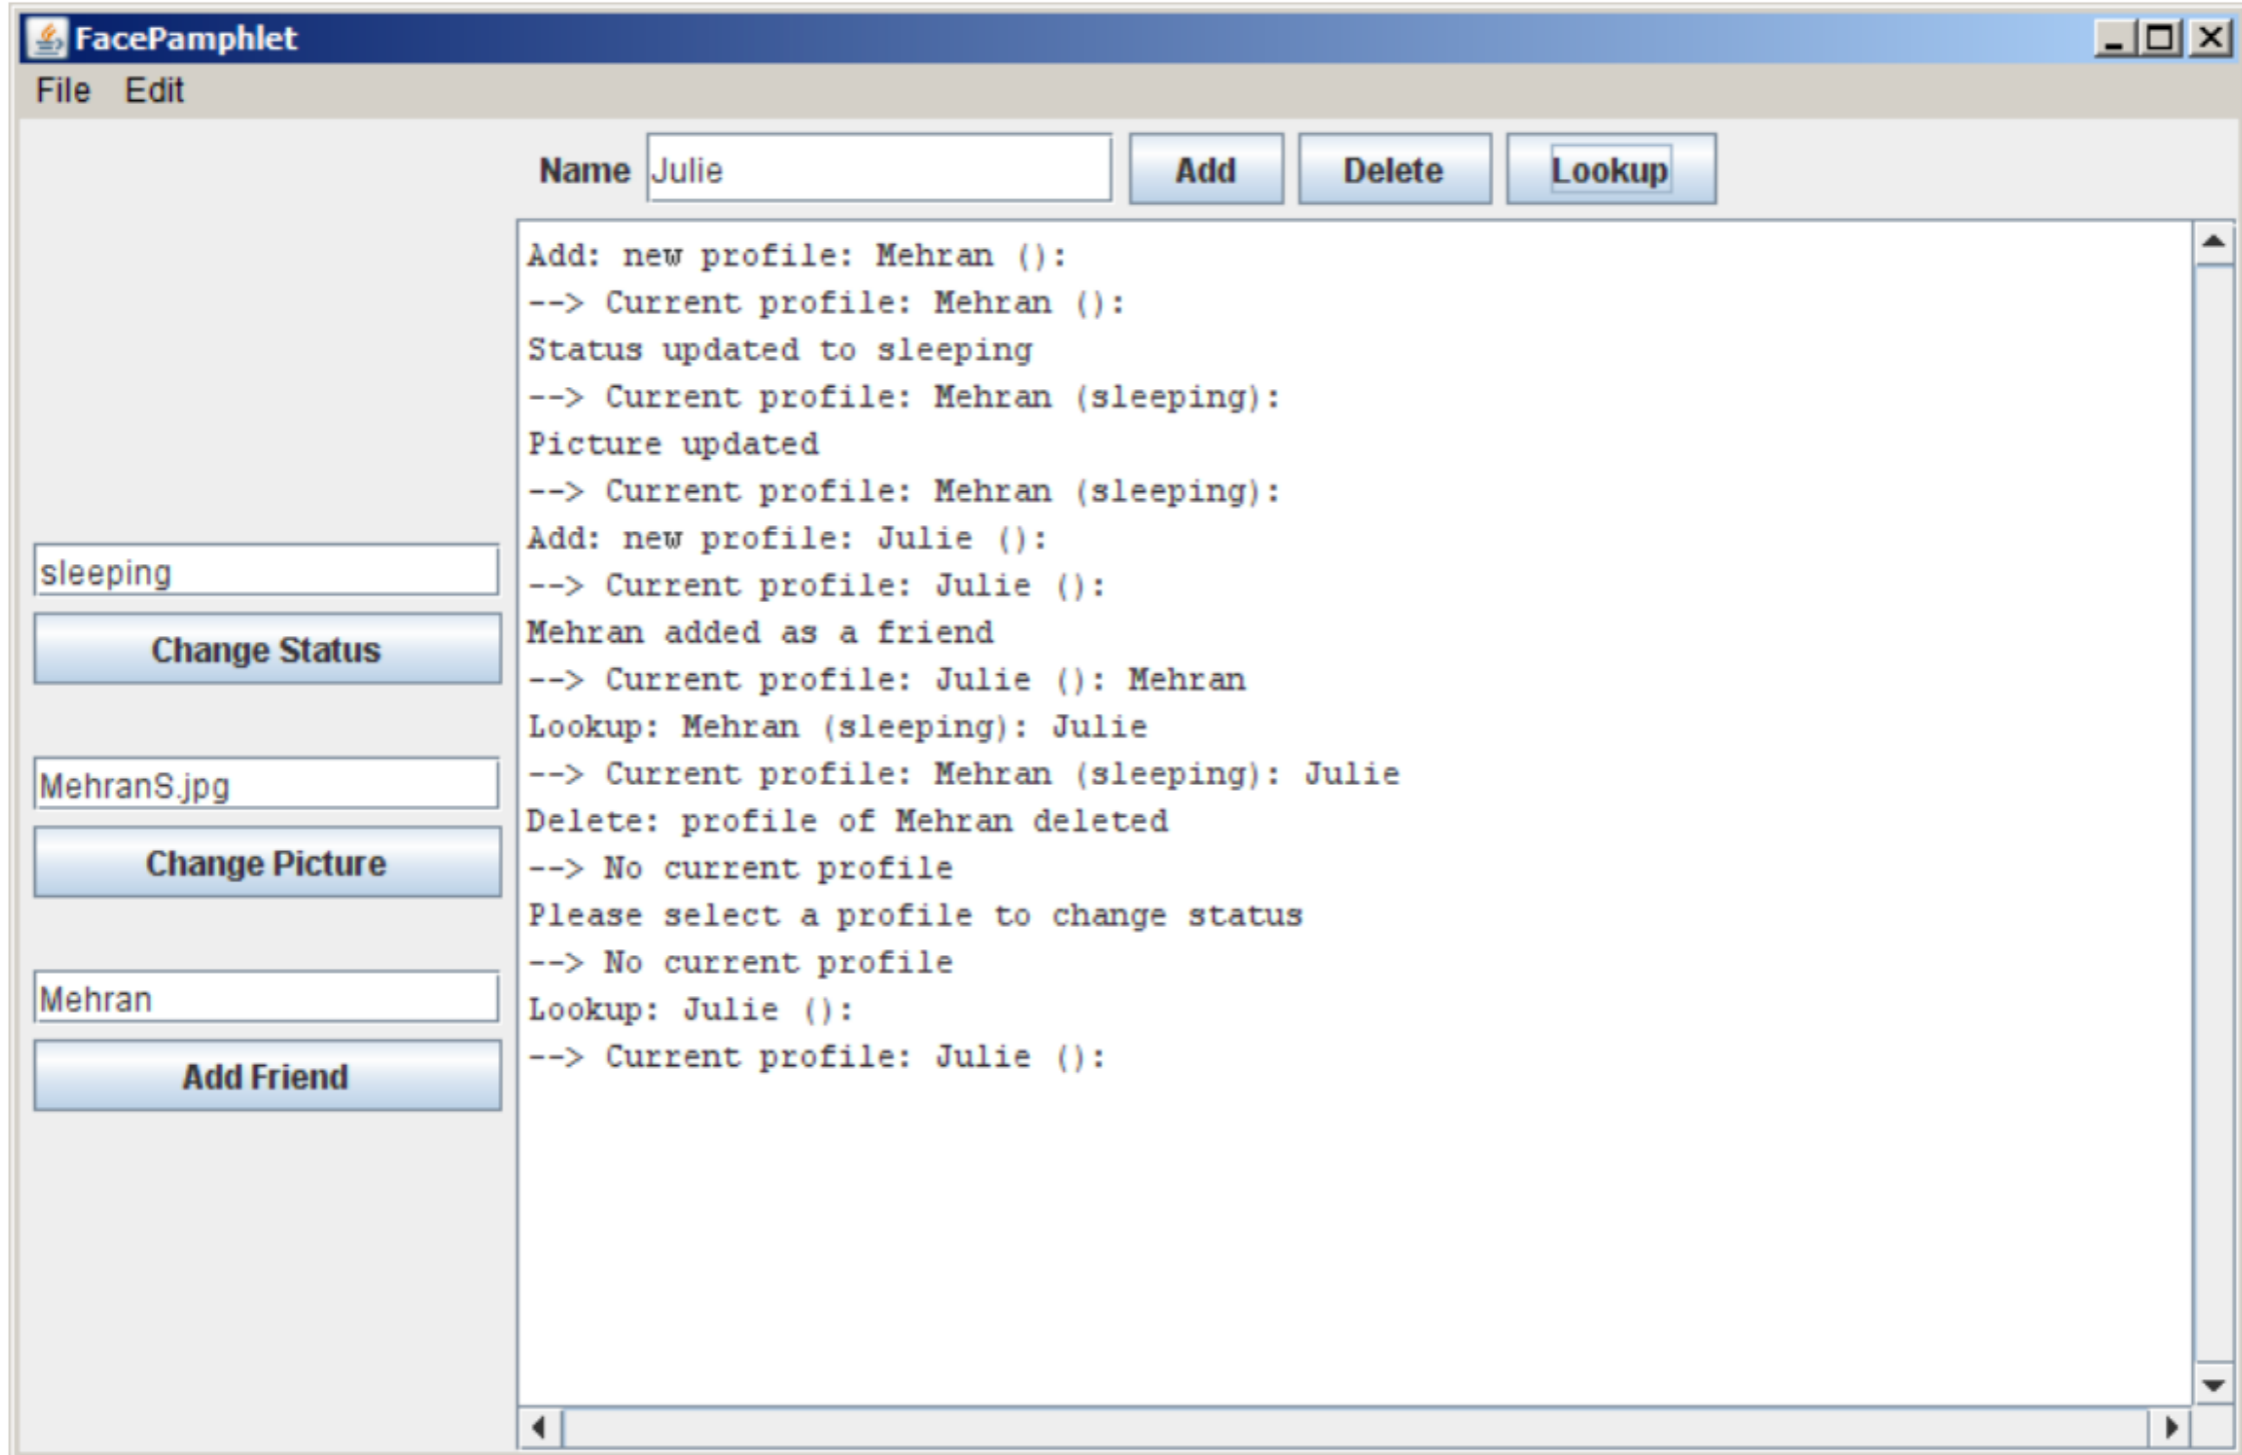 FacePamphlet
File Edit
Name Julie Add Delete Lookup
Add: new profile: Mehran ():
--> Current profile: Mehran ():
Status updated to sleeping
--> Current profile: Mehran (sleeping):
Picture updated
--> Current profile: Mehran (sleeping):
Add: new profile: Julie ():
--> Current profile: Julie ():
Mehran added as a friend
--> Current profile: Julie (): Mehran
Lookup: Mehran (sleeping): Julie
--> Current profile: Mehran (sleeping): Julie
Delete: profile of Mehran deleted
--> No current profile
Please select a profile to change status
--> No current profile
Lookup: Julie ():
--> Current profile: Julie ():
sleeping
Change Status
MehranS.jpg
Change Picture
Mehran
Add Friend